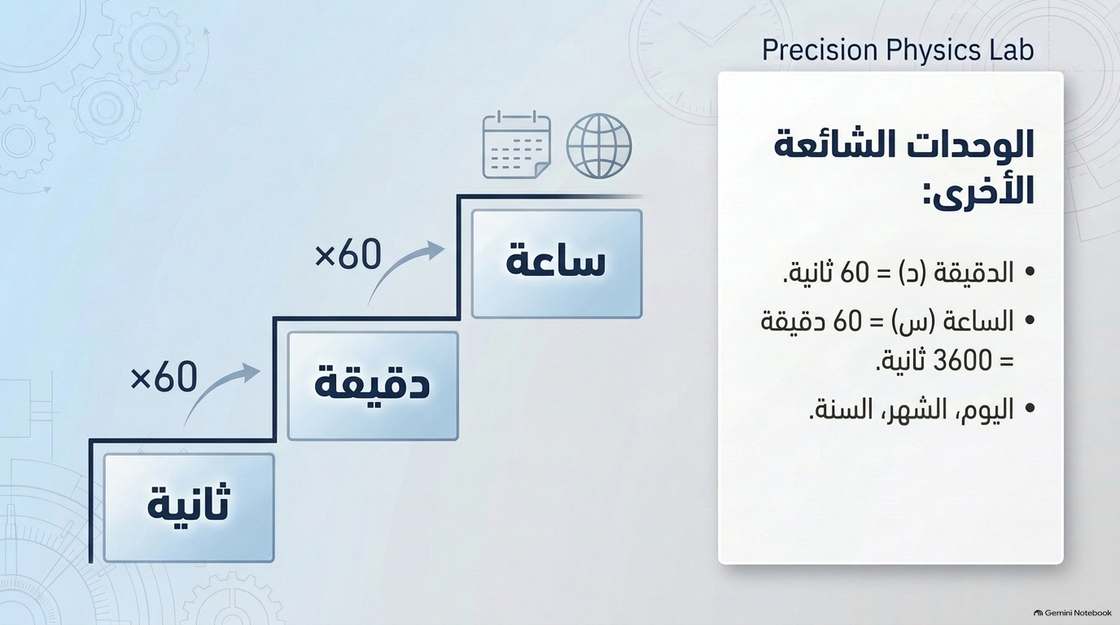 Precision Physics Lab
الوحدات الشائعة
الأخرى:
• الدقيقة (د) = 60 ثانية.
• الساعة (س) = 60 دقيقة
= 3600 ثانية.
• اليوم، الشهر، السنة.
ساعة
×60
دقيقة
×60
ثانية
Gemini Notebook